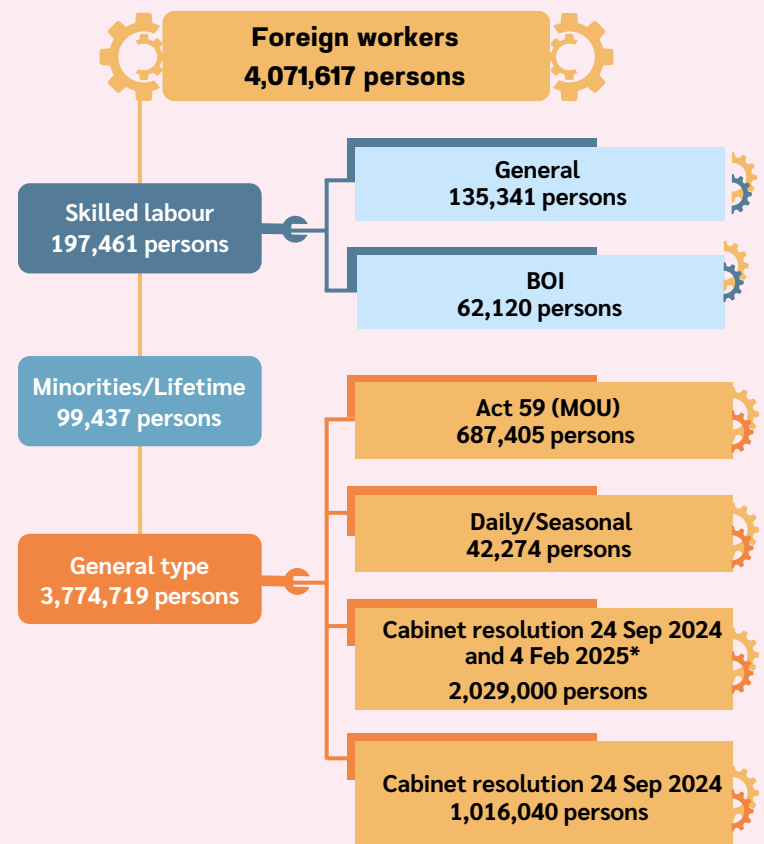 Foreign workers
4,071,617 persons
Skilled labour
197,461 persons
General
135,341 persons
BOI
62,120 persons
Minorities/Lifetime
99,437 persons
General type
3,774,719 persons
Act 59 (MOU)
687,405 persons
Daily/Seasonal
42,274 persons
Cabinet resolution 24 Sep 2024
and 4 Feb 2025*
2,029,000 persons
Cabinet resolution 24 Sep 2024
1,016,040 persons